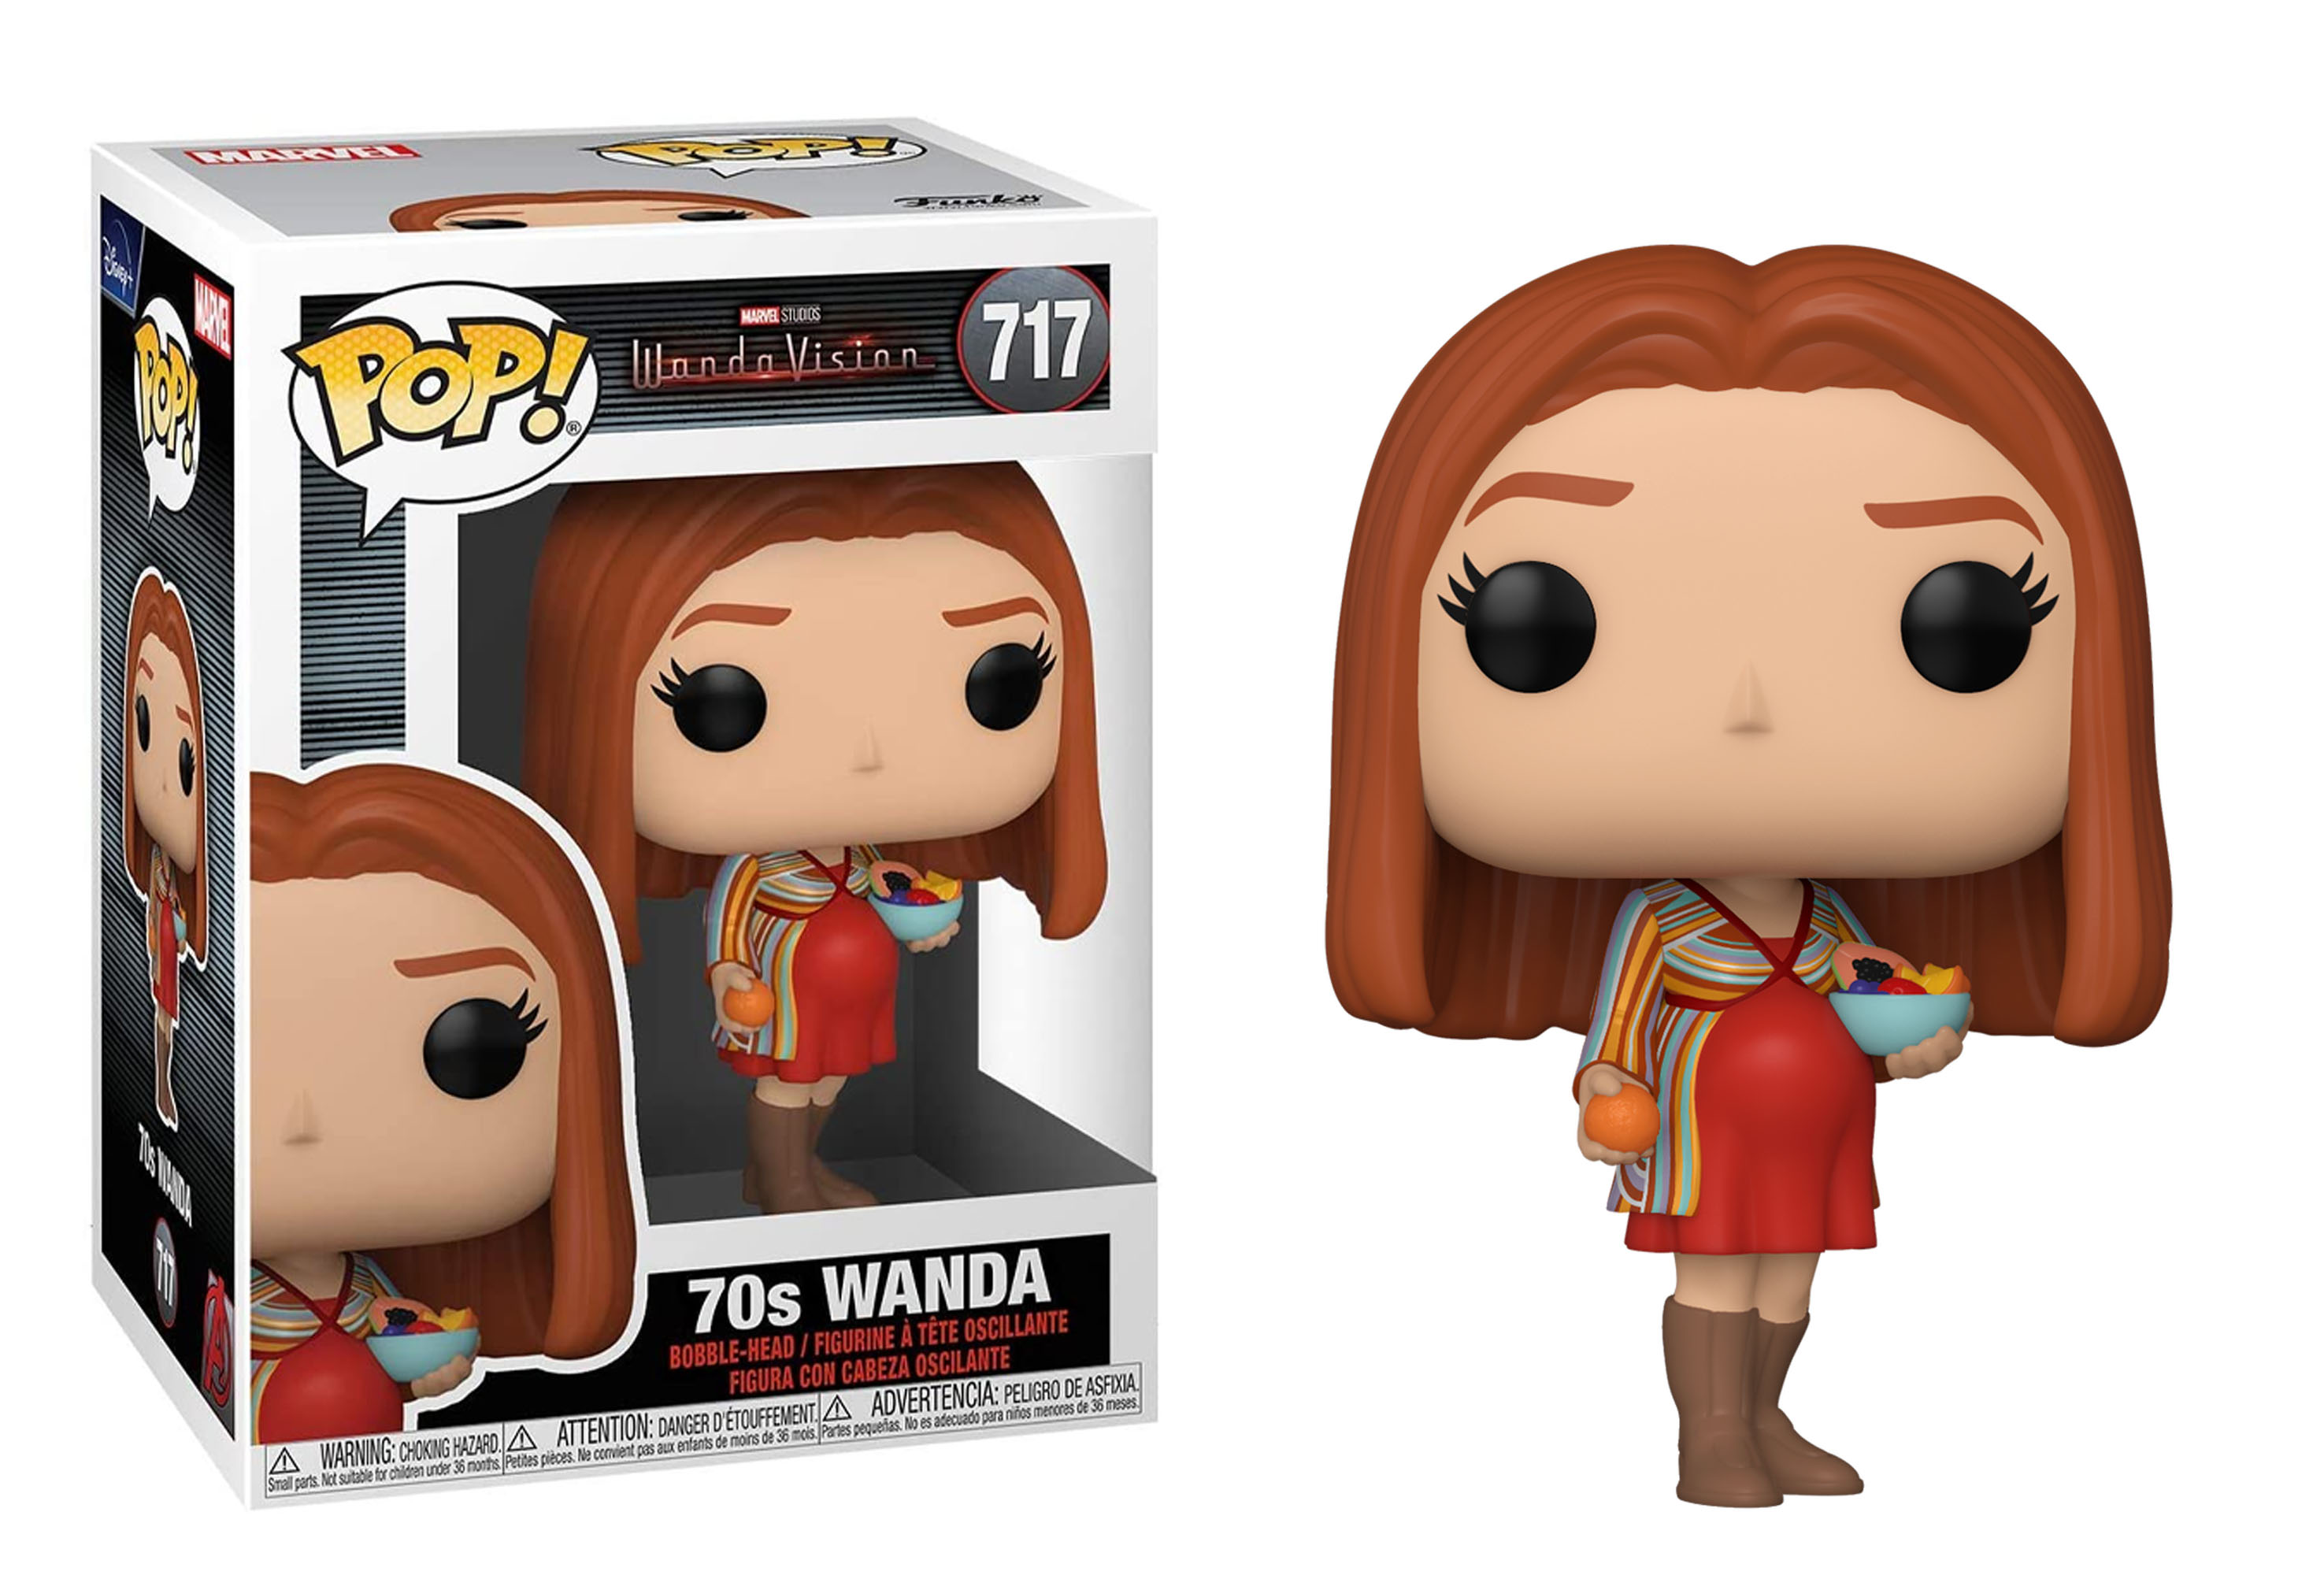 MARVEL
POP!
Funko
Disney+
MARVEL
POP!
70s WANDA
717
POP!®
MARVEL STUDIOS
WandaVision
717
70s WANDA
BOBBLE-HEAD / FIGURINE À TÊTE OSCILLANTE
FIGURA CON CABEZA OSCILANTE
WARNING: CHOKING HAZARD.
Small parts. Not suitable for children under 36 months.
ATTENTION: DANGER D'ÉTOUFFEMENT.
Petites pièces. Ne convient pas aux enfants de moins de 36 mois.
ADVERTENCIA: PELIGRO DE ASFIXIA.
Partes pequeñas. No es adecuado para niños menores de 36 meses.